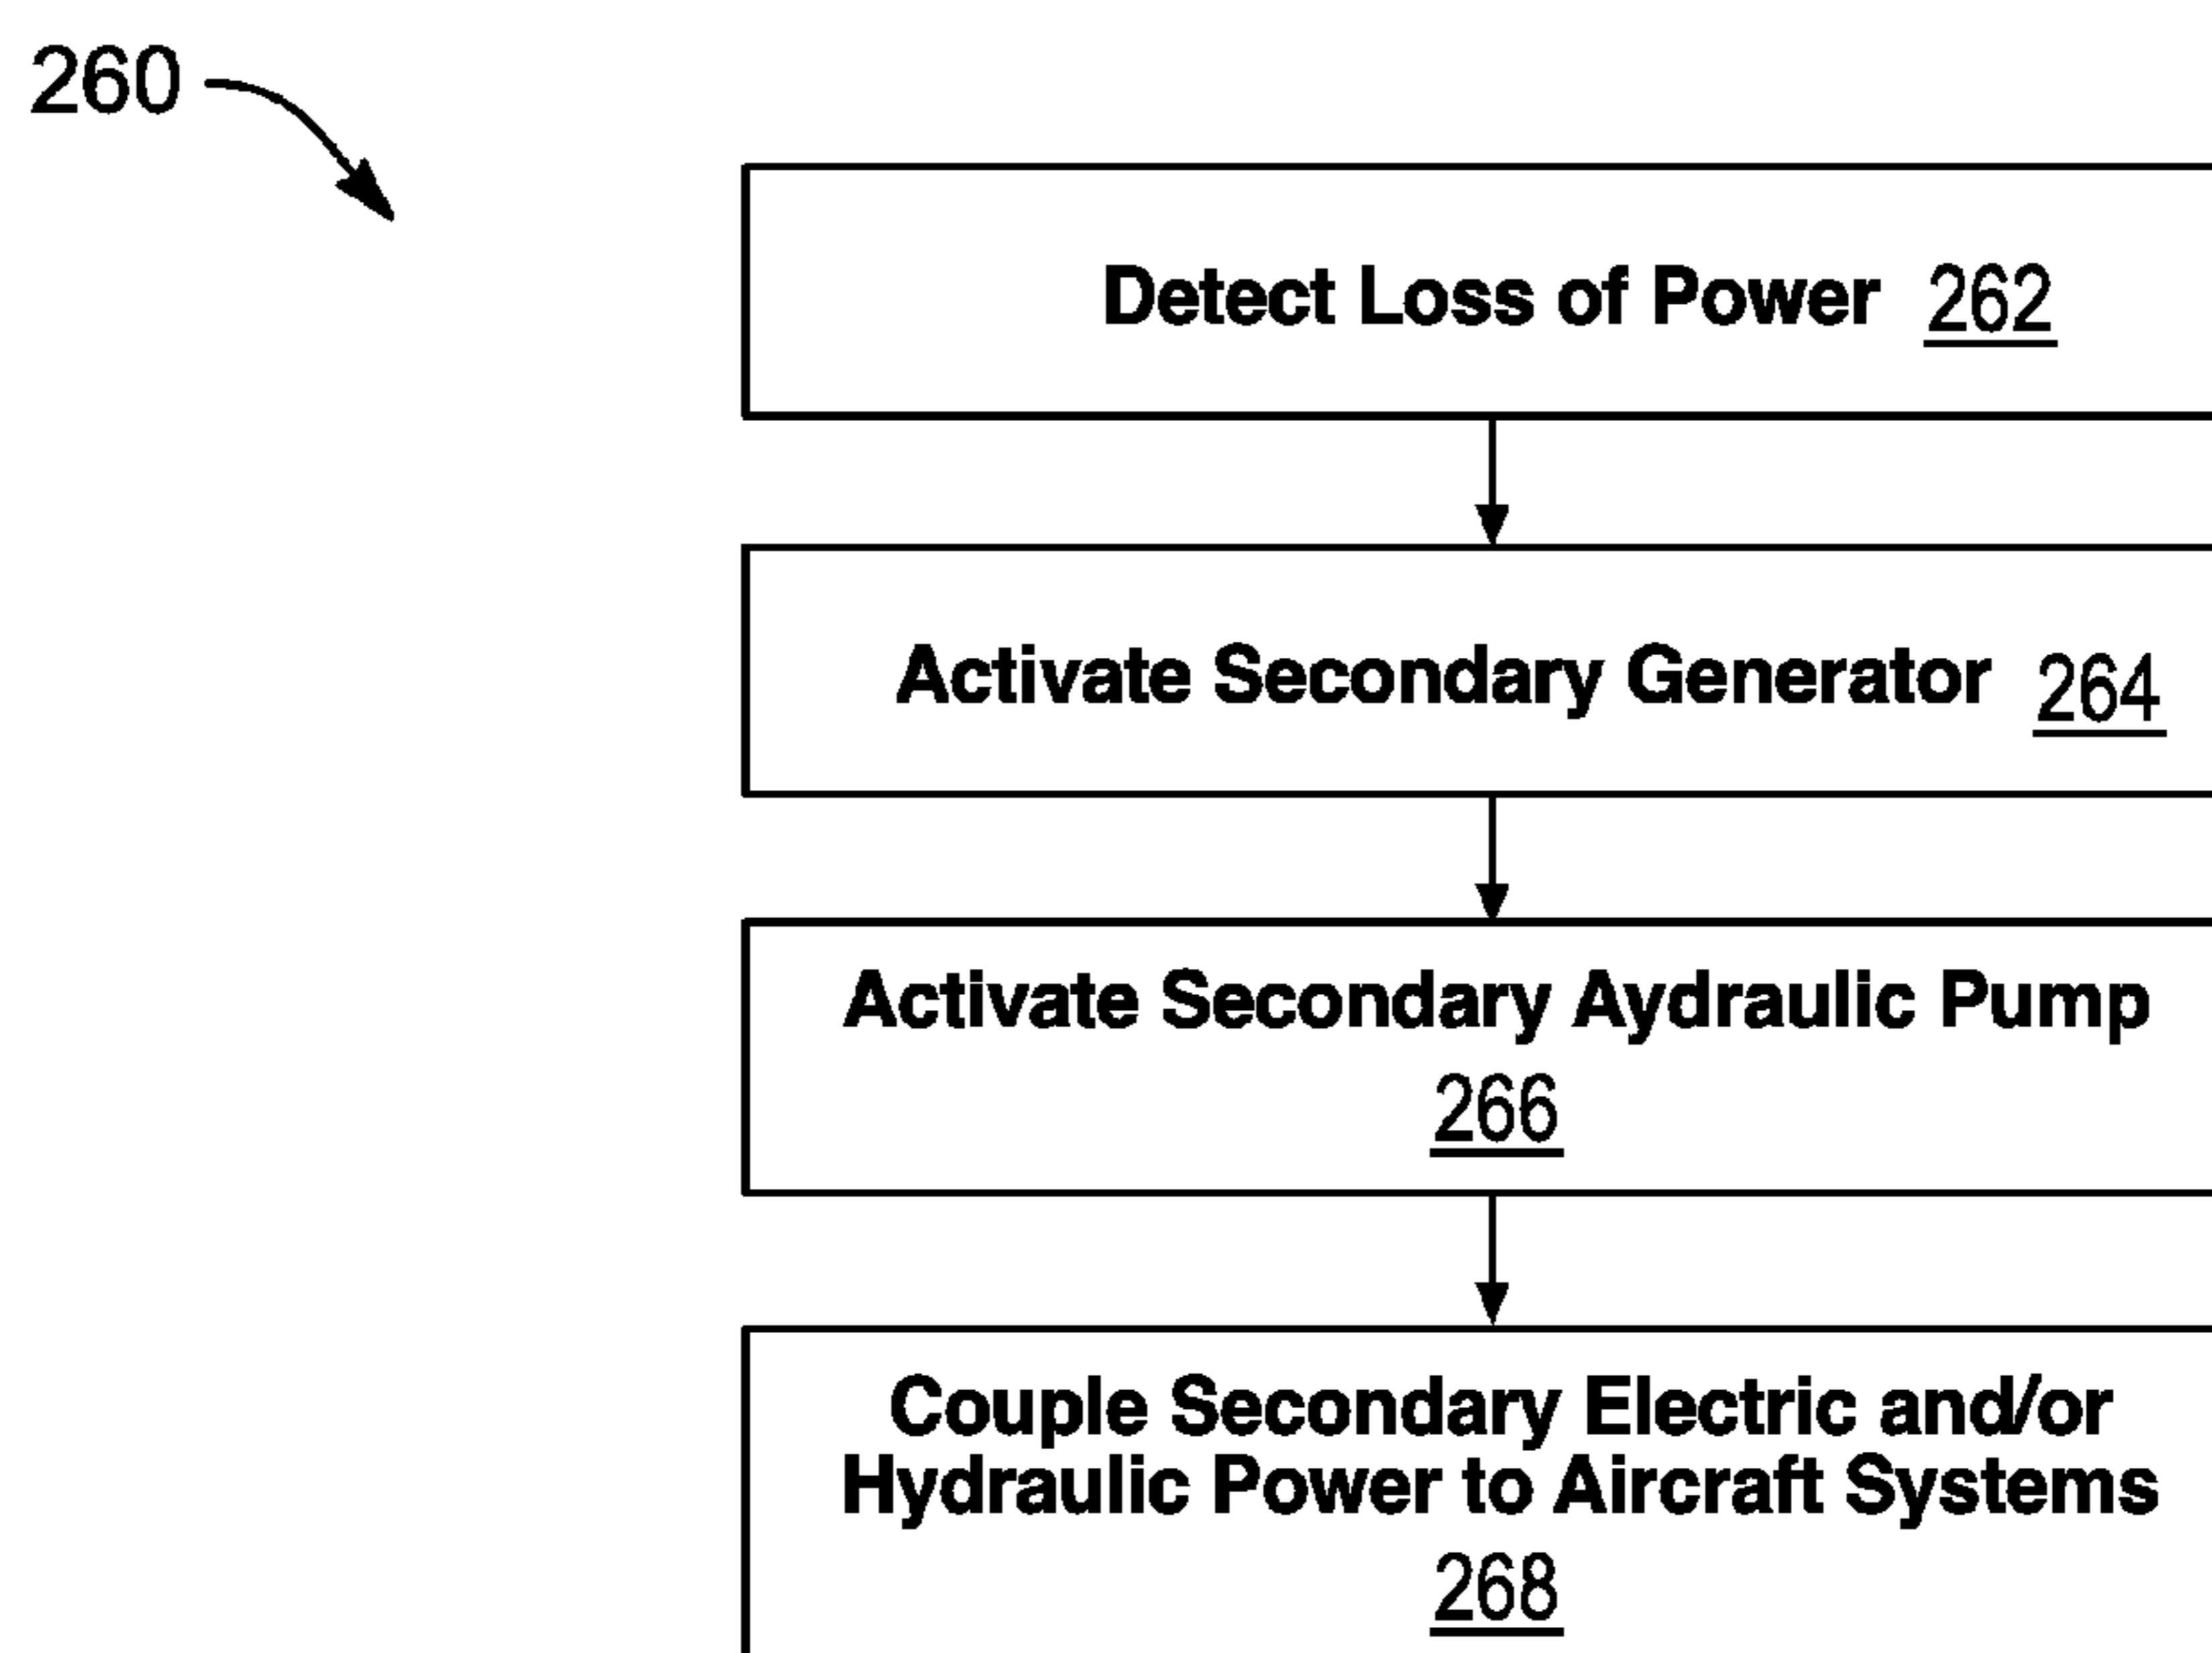 260
Detect Loss of Power 262
Activate Secondary Generator 264
Activate Secondary Aydraulic Pump
266
Couple Secondary Electric and/or
Hydraulic Power to Aircraft Systems
268